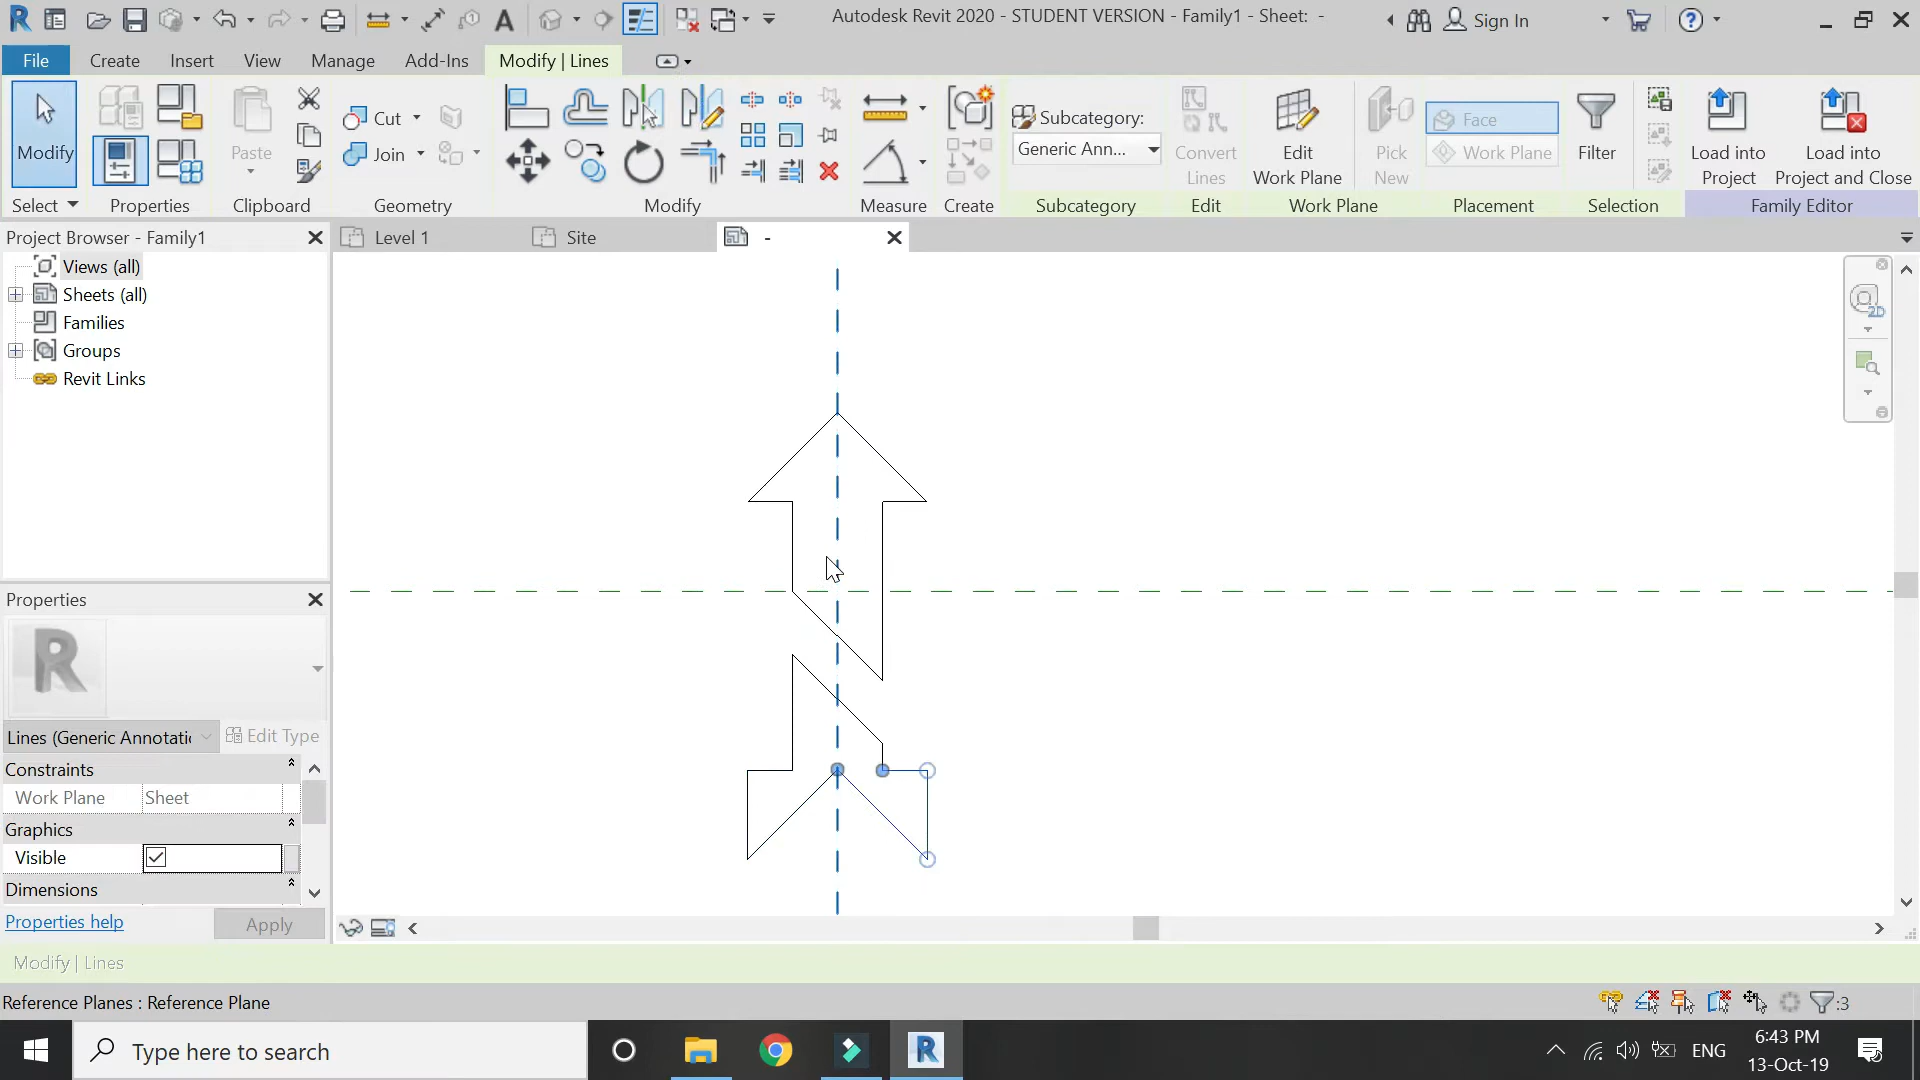 Autodesk Revit 2020 - STUDENT VERSION - Family1 - Sheet: -
Sign In
File
Create
Insert
View
Manage
Add-Ins
Modify | Lines
Modify
Paste
Cut
Join
Subcategory:
Generic Ann...
Convert
Lines
Edit
Work Plane
Pick
New
Face
Work Plane
Filter
Load into
Project
Load into
Project and Close
Select
Properties
Clipboard
Geometry
Modify
Measure
Create
Subcategory
Edit
Work Plane
Placement
Selection
Family Editor
Project Browser - Family1
Level 1
Site
-
Views (all)
Sheets (all)
Families
Groups
Revit Links
2D
Properties
R
Lines (Generic Annotati
Edit Type
Constraints
Work Plane
Sheet
Graphics
Visible
Dimensions
Properties help
Apply
Modify | Lines
Reference Planes : Reference Plane
:3
Type here to search
ENG
6:43 PM
13-Oct-19